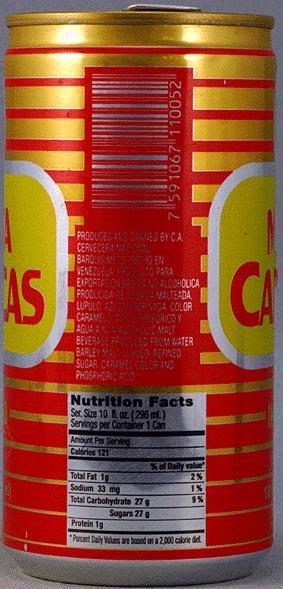 7 591067 110052
A
CAS
M
CA
PRODUCED AND CANNED BY C.A.
CERVECERA NACIONAL
BARQUISIMETO HECHO EN
VENEZUELA PRODUCTO PARA
EXPORTACION BEBIDA NO ALCOHOLICA
PRODUCIDA DE CEBADA MALTEADA,
LUPULO, AZUCAR REFINADA, COLOR
CARAMELO, ACIDO FOSFORICO Y
AGUA A NON-ALCOHOLIC MALT
BEVERAGE PRODUCED FROM WATER
BARLEY MALT, LUPULO, REFINED
SUGAR, CARAMEL COLOR AND
PHOSPHORIC ACID
Nutrition Facts
Ser. Size 10 fl. oz. (296 ml.)
Servings per Container 1 Can
Amount Per Serving
Calories 121
% of Daily value*
Total Fat 1g 2%
Sodium 33 mg 1%
Total Carbohydrate 27 g 9%
Sugars 27 g
Protein 1g
* Percent Daily Values are based on a 2,000 calorie diet.